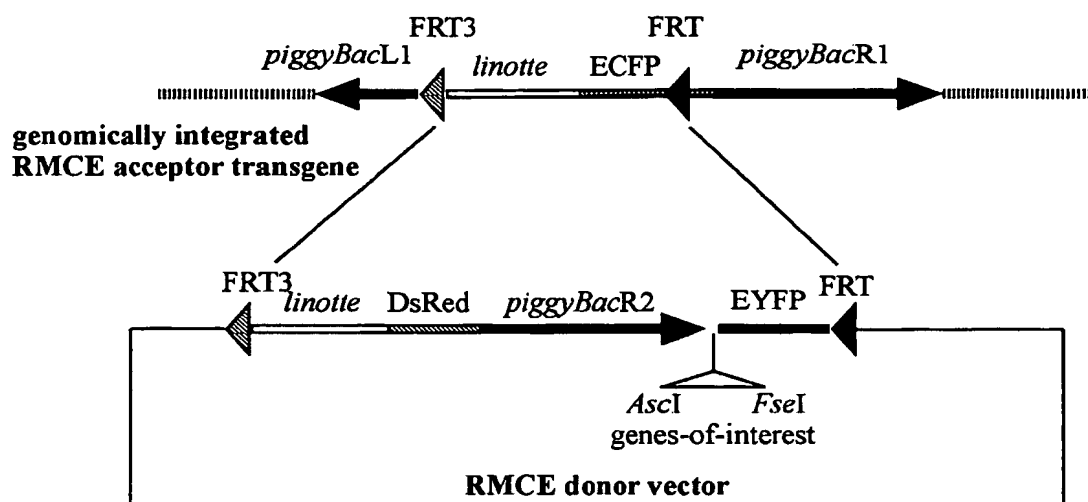 FRT3 FRT
piggyBacL1 linotte ECFP piggyBacR1
genomically integrated
RMCE acceptor transgene
FRT3 FRT
linotte DsRed piggyBacR2 EYFP
AscI FseI
genes-of-interest
RMCE donor vector